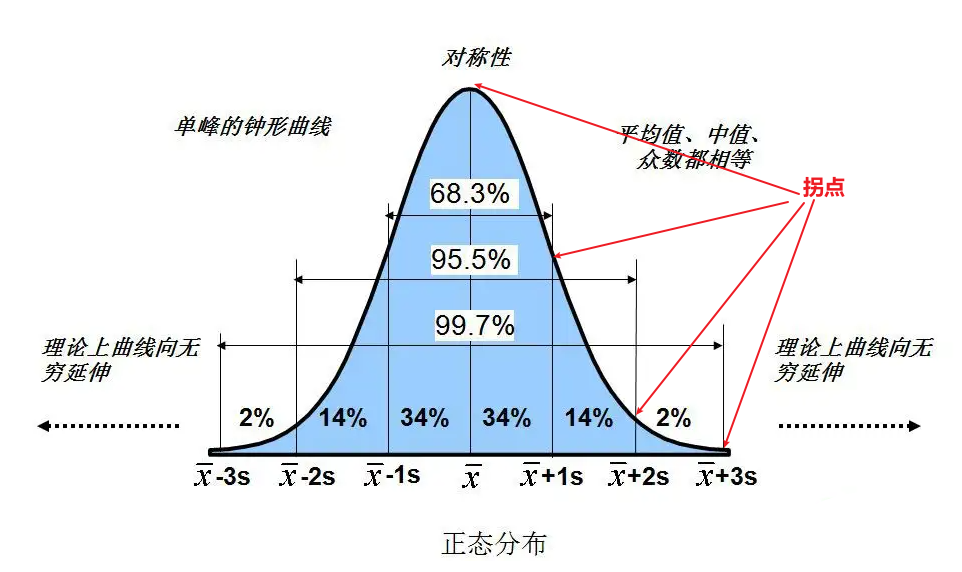 对称性
单峰的钟形曲线
平均值、中值、
众数都相等
拐点
68.3%
95.5%
99.7%
理论上曲线向无
穷延伸
理论上曲线向无
穷延伸
2% 14% 34% 34% 14% 2%
x̅-3s x̅-2s x̅-1s x̅ x̅+1s x̅+2s x̅+3s
正态分布